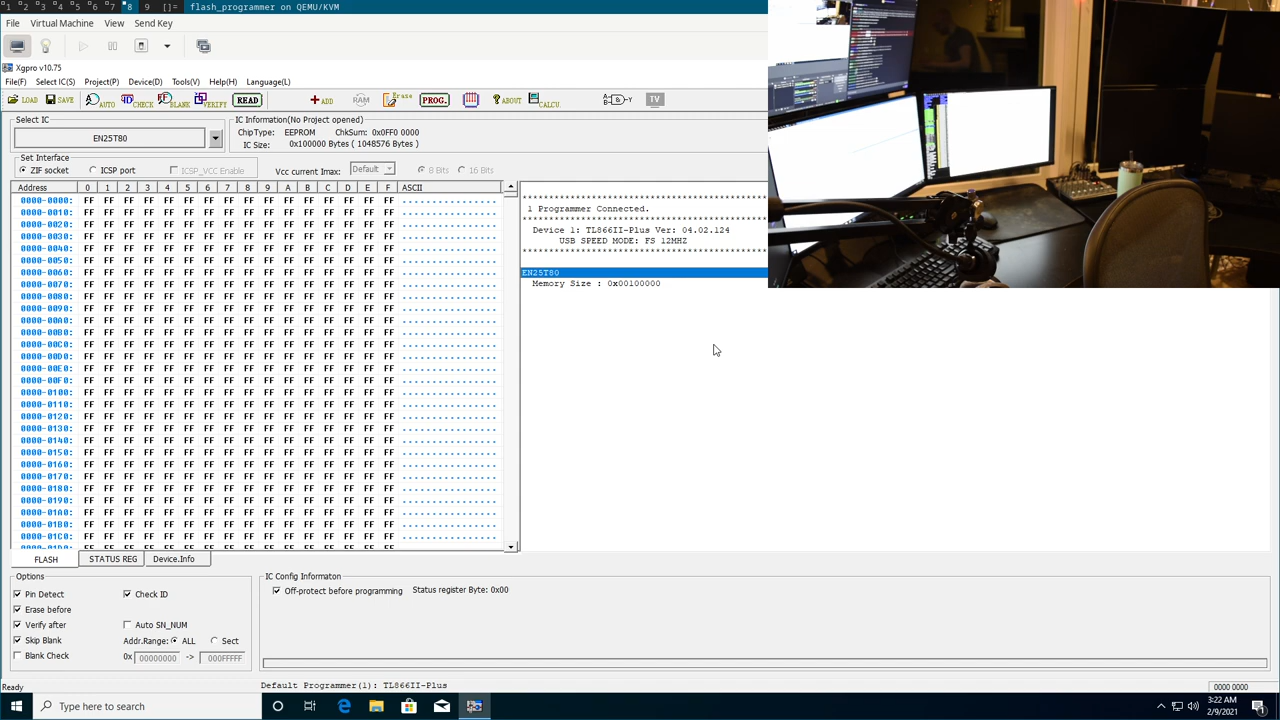 1 2 3 4 5 6 7 8 9 []= flash_programmer on QEMU/KVM
File Virtual Machine View Send Key
Xgpro v10.75
File(F) Select IC(S) Project(P) Device(D) Tools(V) Help(H) Language(L)
LOAD SAVE AUTO CHECK BLANK VERIFY READ ADD RAM Erase PROG. ABOUT CALCU. TV
Select IC IC Information(No Project opened)
EN25T80 ChipType: EEPROM ChkSum: 0x0FF0 0000
IC Size: 0x100000 Bytes ( 1048576 Bytes )
Set Interface
ZIF socket ICSP port ICSP_VCC Enable Vcc current Imax: Default 8 Bits 16 Bits
Address 0 1 2 3 4 5 6 7 8 9 A B C D E F ASCII
0000-0000: FF FF FF FF FF FF FF FF FF FF FF FF FF FF FF FF ................
0000-0010: FF FF FF FF FF FF FF FF FF FF FF FF FF FF FF FF ................
0000-0020: FF FF FF FF FF FF FF FF FF FF FF FF FF FF FF FF ................
0000-0030: FF FF FF FF FF FF FF FF FF FF FF FF FF FF FF FF ................
0000-0040: FF FF FF FF FF FF FF FF FF FF FF FF FF FF FF FF ................
0000-0050: FF FF FF FF FF FF FF FF FF FF FF FF FF FF FF FF ................
0000-0060: FF FF FF FF FF FF FF FF FF FF FF FF FF FF FF FF ................
0000-0070: FF FF FF FF FF FF FF FF FF FF FF FF FF FF FF FF ................
0000-0080: FF FF FF FF FF FF FF FF FF FF FF FF FF FF FF FF ................
0000-0090: FF FF FF FF FF FF FF FF FF FF FF FF FF FF FF FF ................
0000-00A0: FF FF FF FF FF FF FF FF FF FF FF FF FF FF FF FF ................
0000-00B0: FF FF FF FF FF FF FF FF FF FF FF FF FF FF FF FF ................
0000-00C0: FF FF FF FF FF FF FF FF FF FF FF FF FF FF FF FF ................
0000-00D0: FF FF FF FF FF FF FF FF FF FF FF FF FF FF FF FF ................
0000-00E0: FF FF FF FF FF FF FF FF FF FF FF FF FF FF FF FF ................
0000-00F0: FF FF FF FF FF FF FF FF FF FF FF FF FF FF FF FF ................
0000-0100: FF FF FF FF FF FF FF FF FF FF FF FF FF FF FF FF ................
0000-0110: FF FF FF FF FF FF FF FF FF FF FF FF FF FF FF FF ................
0000-0120: FF FF FF FF FF FF FF FF FF FF FF FF FF FF FF FF ................
0000-0130: FF FF FF FF FF FF FF FF FF FF FF FF FF FF FF FF ................
0000-0140: FF FF FF FF FF FF FF FF FF FF FF FF FF FF FF FF ................
0000-0150: FF FF FF FF FF FF FF FF FF FF FF FF FF FF FF FF ................
0000-0160: FF FF FF FF FF FF FF FF FF FF FF FF FF FF FF FF ................
0000-0170: FF FF FF FF FF FF FF FF FF FF FF FF FF FF FF FF ................
0000-0180: FF FF FF FF FF FF FF FF FF FF FF FF FF FF FF FF ................
0000-0190: FF FF FF FF FF FF FF FF FF FF FF FF FF FF FF FF ................
0000-01A0: FF FF FF FF FF FF FF FF FF FF FF FF FF FF FF FF ................
0000-01B0: FF FF FF FF FF FF FF FF FF FF FF FF FF FF FF FF ................
0000-01C0: FF FF FF FF FF FF FF FF FF FF FF FF FF FF FF FF ................
0000-01D0: FF FF FF FF FF FF FF FF FF FF FF FF FF FF FF FF
**********************************************
1 Programmer Connected.
**********************************************
Device 1: TL866II-Plus Ver: 04.02.124
USB SPEED MODE: FS 12MHZ
**********************************************
EN25T80
Memory Size : 0x00100000
FLASH STATUS REG Device.Info
Options
Pin Detect Check ID
Erase before
Verify after Auto SN_NUM
Skip Blank Addr.Range: ALL Sect
Blank Check 0x 00000000 -> 000FFFFF
IC Config Informaton
Off-protect before programming Status register Byte: 0x00
Ready Default Programmer(1): TL866II-Plus 0000 0000
Type here to search
3:22 AM
2/9/2021
1